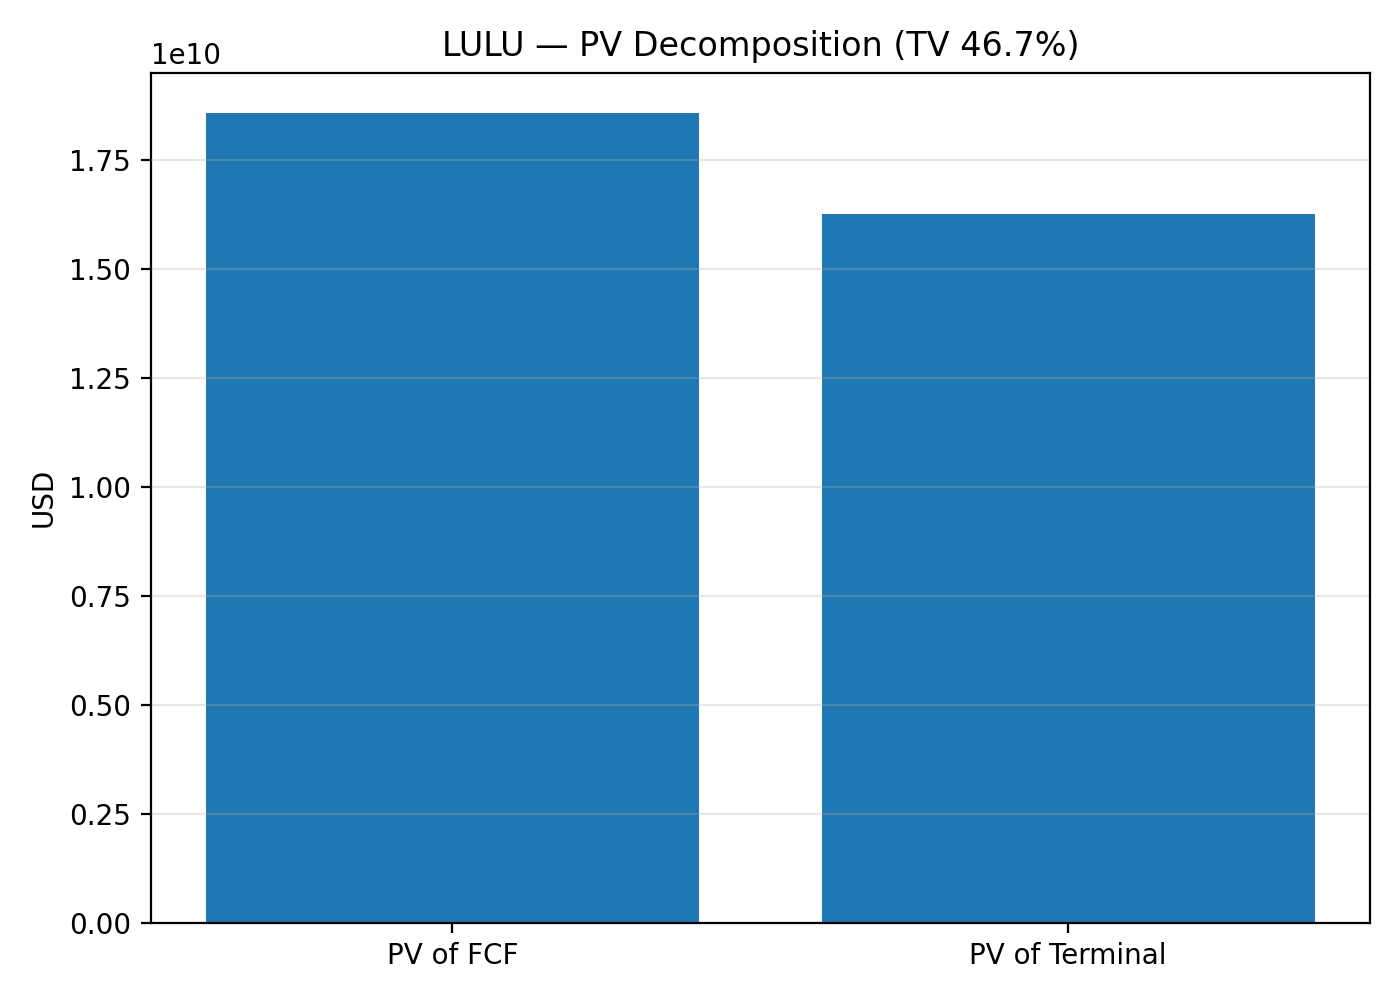 LULU — PV Decomposition (TV 46.7%)
1e10
1.75
1.50
1.25
1.00
0.75
0.50
0.25
0.00
USD
PV of FCF
PV of Terminal